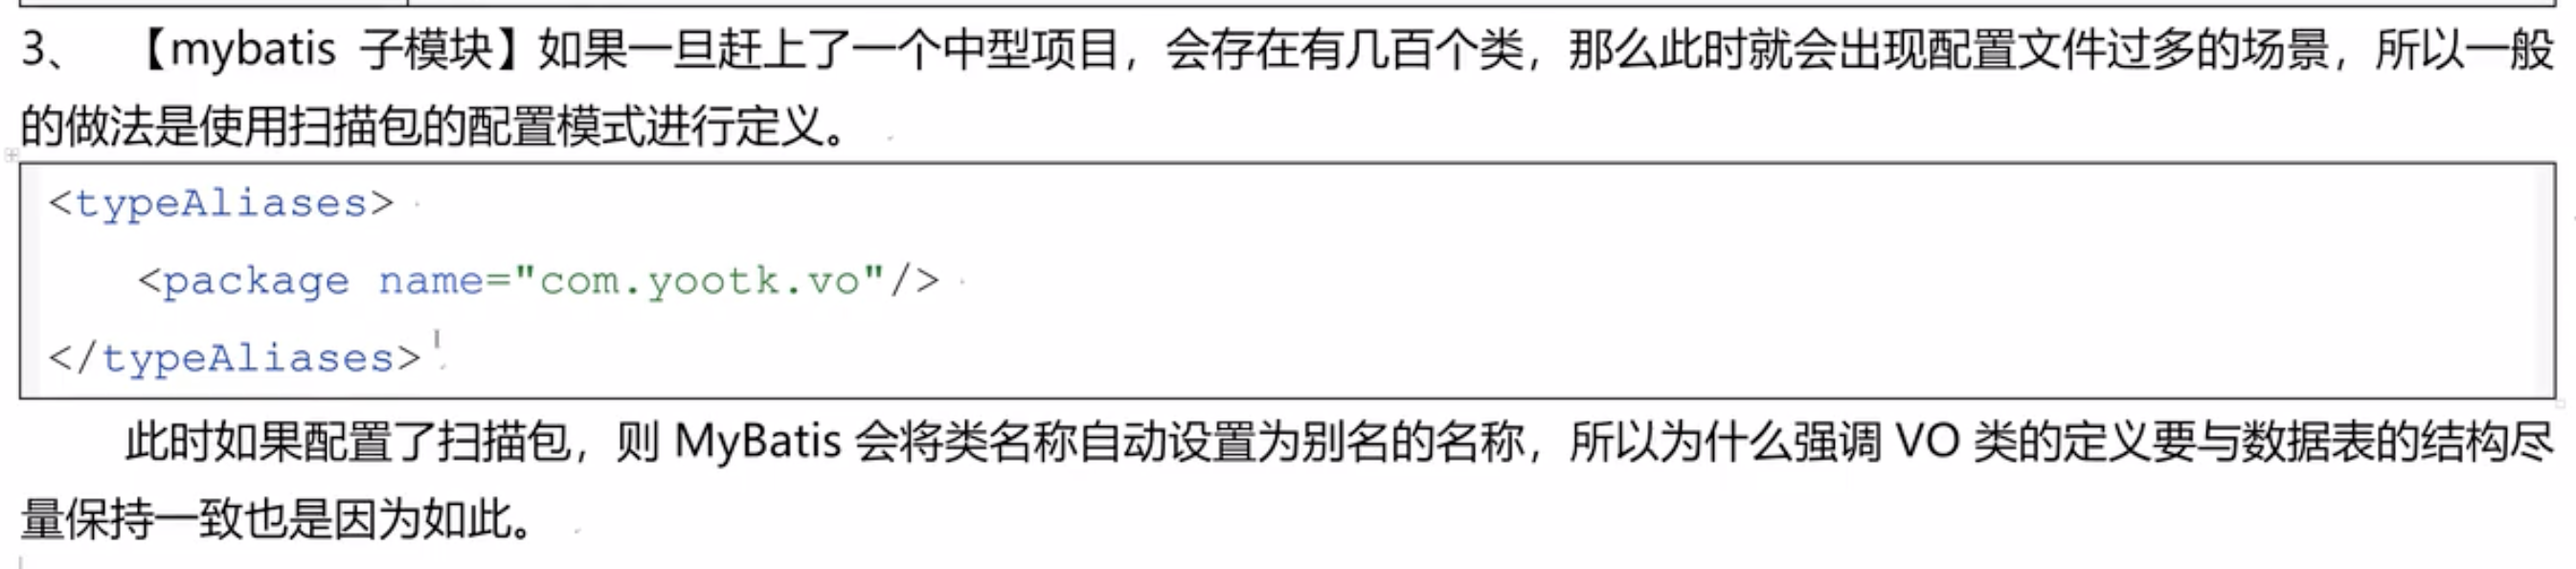 3、 【mybatis 子模块】如果一旦赶上了一个中型项目，会存在有几百个类，那么此时就会出现配置文件过多的场景，所以一般
的做法是使用扫描包的配置模式进行定义。
<typeAliases>
<package name="com.yootk.vo"/>
</typeAliases>
此时如果配置了扫描包，则 MyBatis 会将类名称自动设置为别名的名称，所以为什么强调 VO 类的定义要与数据表的结构尽
量保持一致也是因为如此。